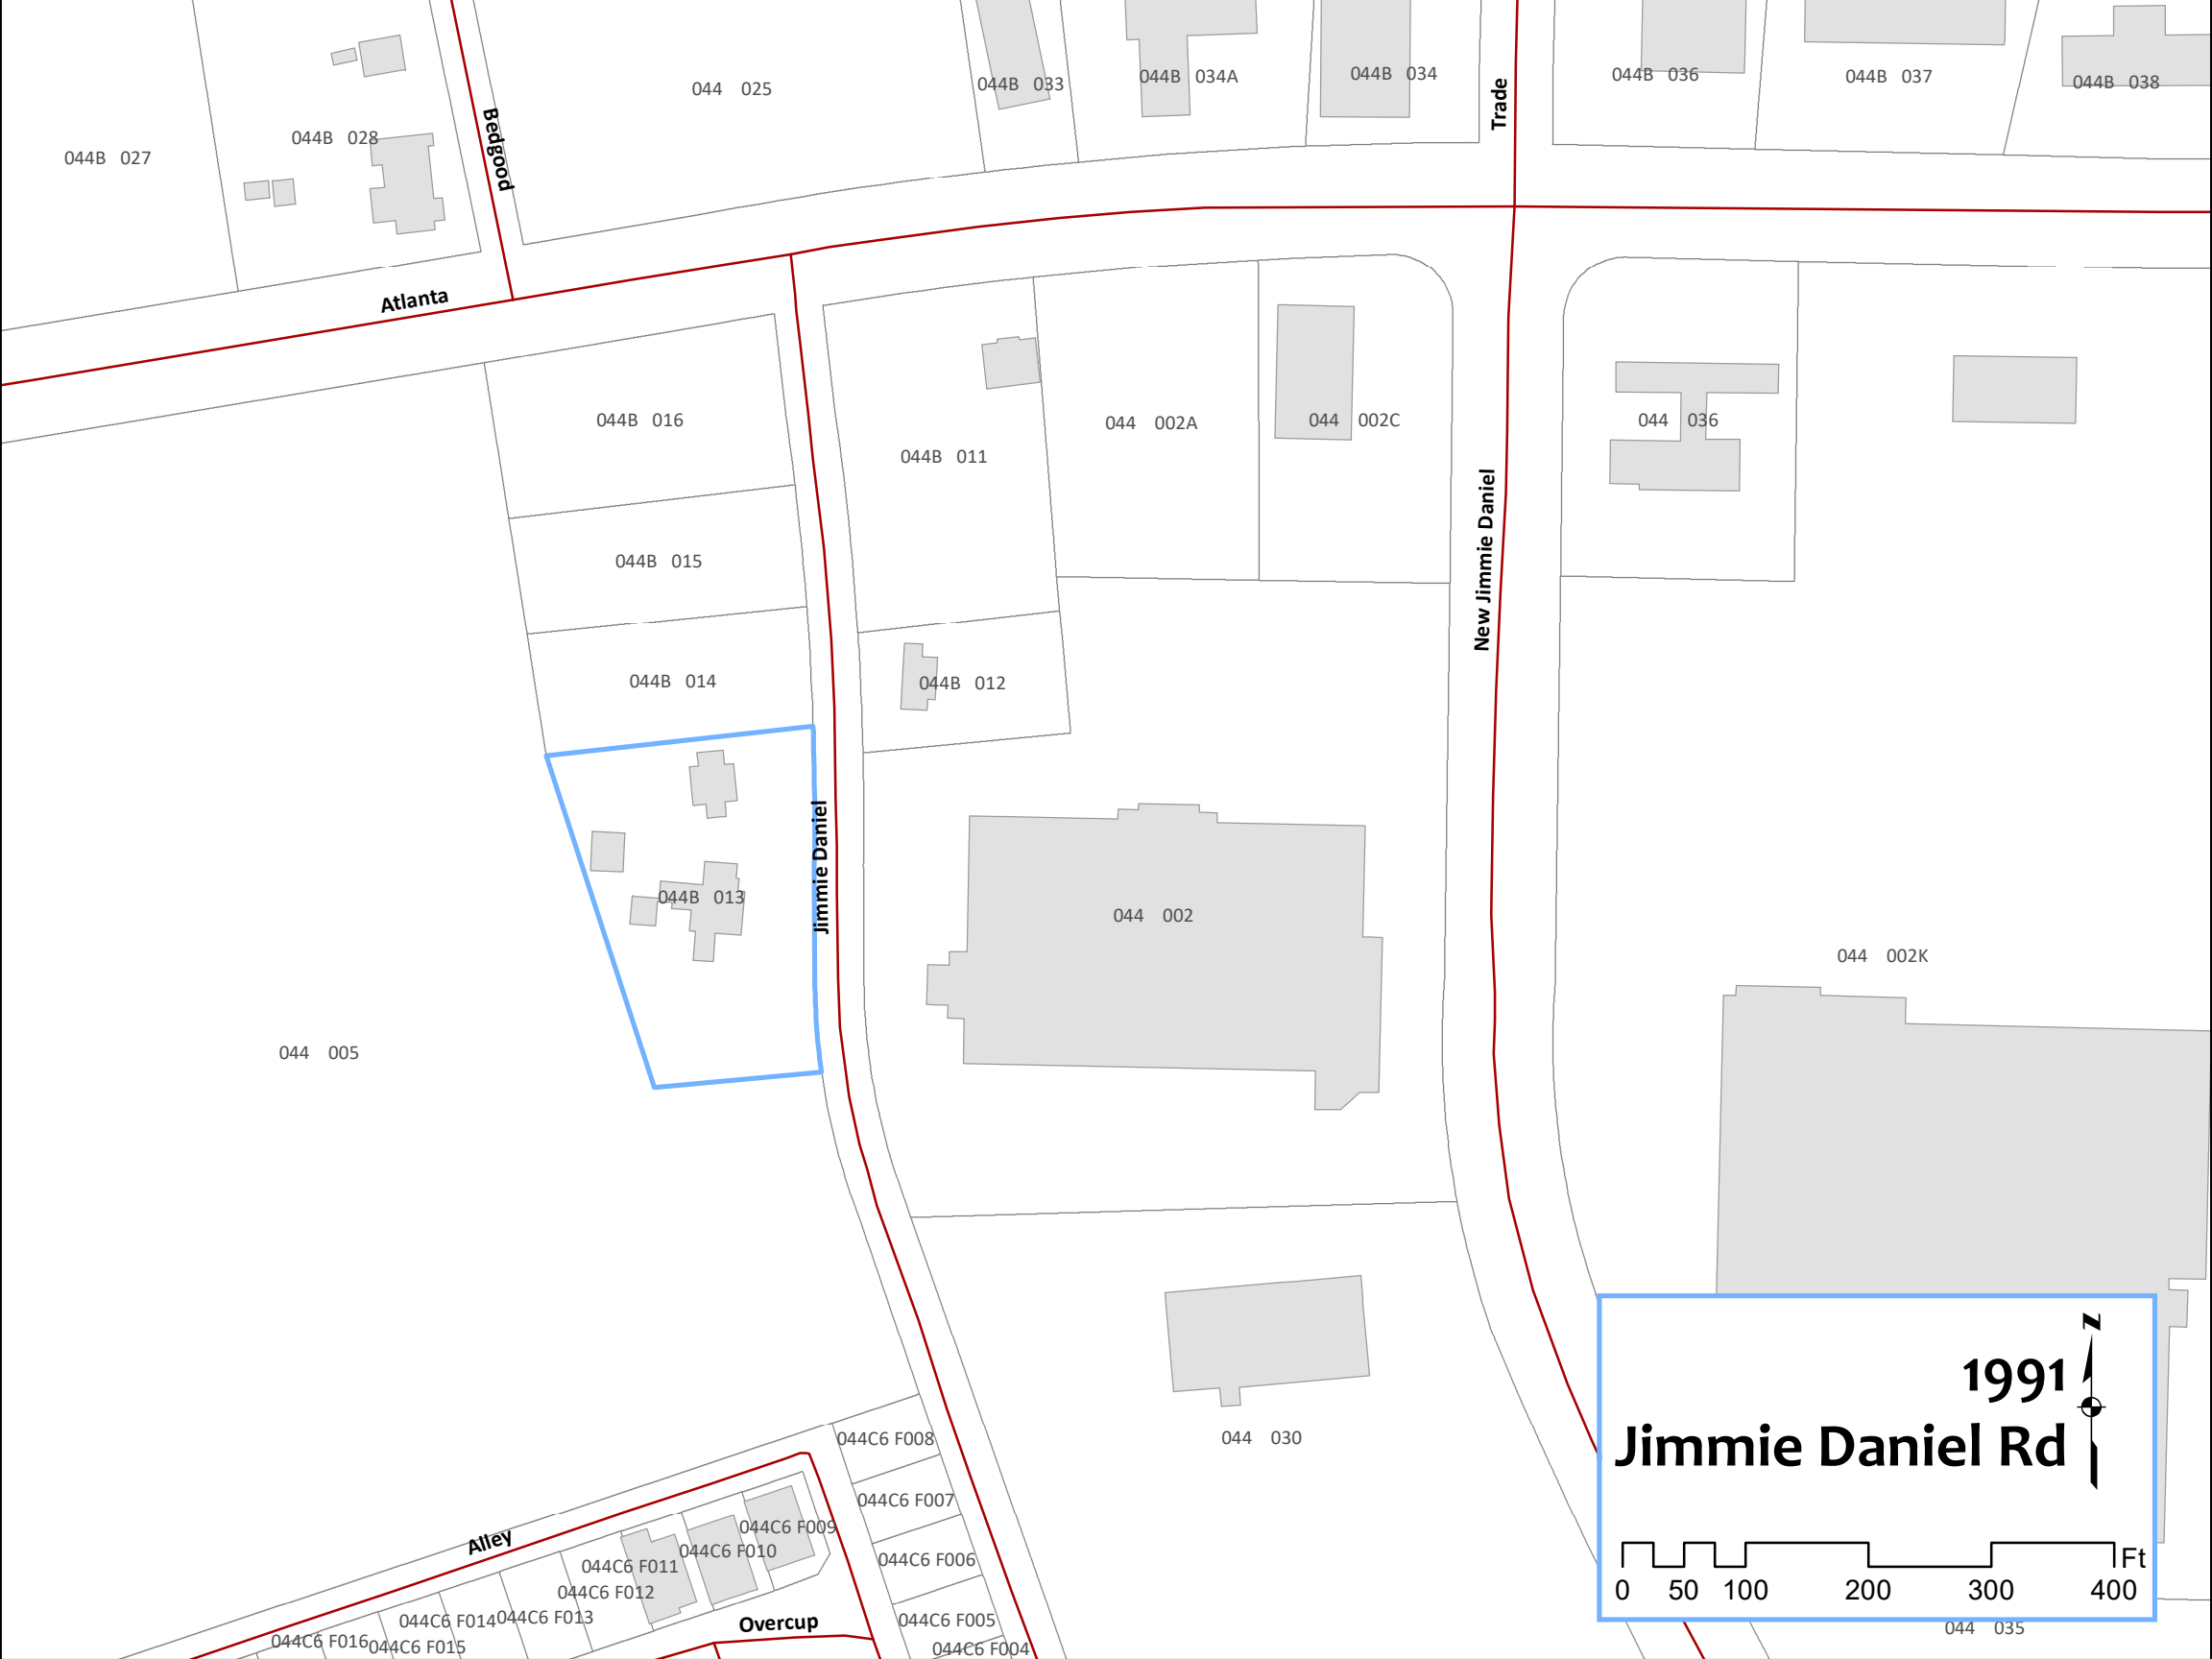 044 025
044B 033
044B 034A
044B 034
Trade
044B 036
044B 037
044B 038
044B 027
044B 028
Bedgood
Atlanta
044B 016
044B 011
044 002A
044 002C
044 036
044B 015
New Jimmie Daniel
044B 014
044B 012
Jimmie Daniel
044B 013
044 002
044 002K
044 005
044 030
044C6 F008
044C6 F007
044C6 F009
044C6 F010
044C6 F006
044C6 F011
044C6 F012
Alley
044C6 F013
044C6 F014
044C6 F005
Overcup
044C6 F016
044C6 F015
044C6 F004
1991
Jimmie Daniel Rd
N
Ft
0 50 100 200 300 400
044 035